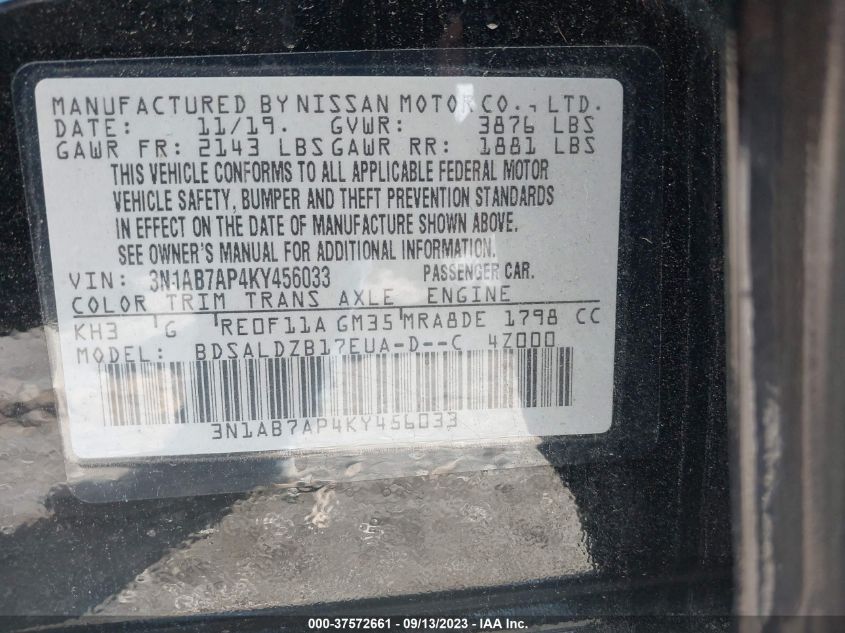 MANUFACTURED BY NISSAN MOTOR CO., LTD.
DATE: 11/19. GVWR: 3876 LBS
GAWR FR: 2143 LBS GAWR RR: 1881 LBS
THIS VEHICLE CONFORMS TO ALL APPLICABLE FEDERAL MOTOR
VEHICLE SAFETY, BUMPER AND THEFT PREVENTION STANDARDS
IN EFFECT ON THE DATE OF MANUFACTURE SHOWN ABOVE.
SEE OWNER'S MANUAL FOR ADDITIONAL INFORMATION.
VIN: 3N1AB7AP4KY456033 PASSENGER CAR.
COLOR TRIM TRANS AXLE ENGINE
KH3 G RE0F11A GM35 MRA8DE 1798 CC
MODEL: BDSALDZB17EUA-D--C 4Z000
3N1AB7AP4KY456033
000-37572661 - 09/13/2023 - IAA Inc.